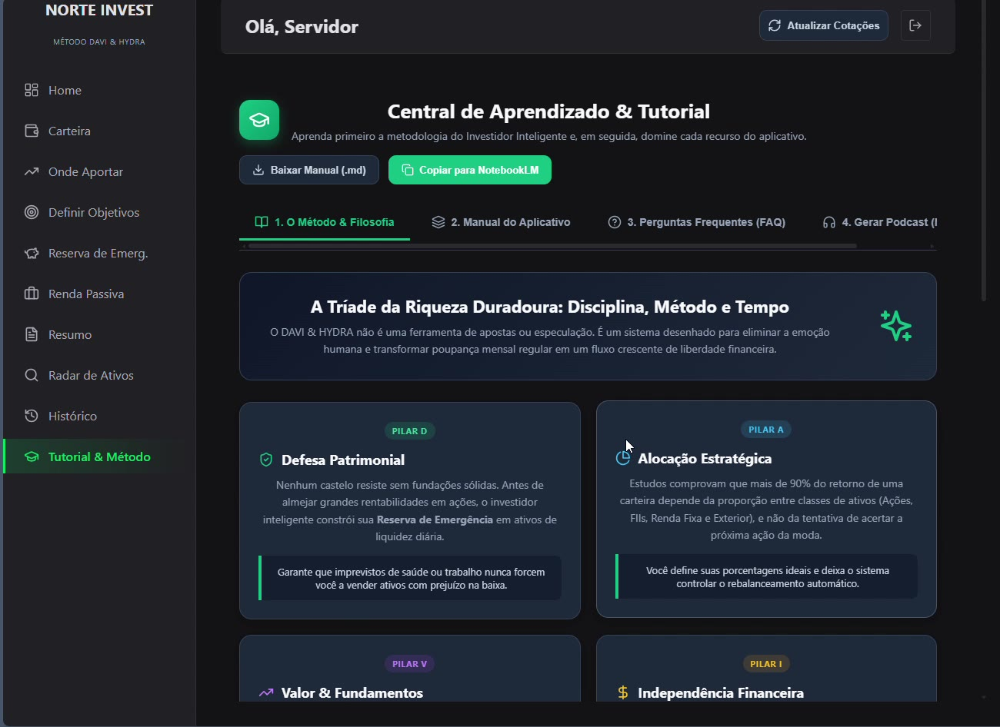 NORTE INVEST
MÉTODO DAVI & HYDRA
Home
Carteira
Onde Aportar
Definir Objetivos
Reserva de Emerg.
Renda Passiva
Resumo
Radar de Ativos
Histórico
Tutorial & Método
Olá, Servidor
Atualizar Cotações
Central de Aprendizado & Tutorial
Aprenda primeiro a metodologia do Investidor Inteligente e, em seguida, domine cada recurso do aplicativo.
Baixar Manual (.md)
Copiar para NotebookLM
1. O Método & Filosofia
2. Manual do Aplicativo
3. Perguntas Frequentes (FAQ)
4. Gerar Podcast (
A Tríade da Riqueza Duradoura: Disciplina, Método e Tempo
O DAVI & HYDRA não é uma ferramenta de apostas ou especulação. É um sistema desenhado para eliminar a emoção
humana e transformar poupança mensal regular em um fluxo crescente de liberdade financeira.
PILAR D
Defesa Patrimonial
Nenhum castelo resiste sem fundações sólidas. Antes de
almejar grandes rentabilidades em ações, o investidor
inteligente constrói sua Reserva de Emergência em ativos de
liquidez diária.
Garante que imprevistos de saúde ou trabalho nunca forcem
você a vender ativos com prejuízo na baixa.
PILAR A
Alocação Estratégica
Estudos comprovam que mais de 90% do retorno de uma
carteira depende da proporção entre classes de ativos (Ações,
FIIs, Renda Fixa e Exterior), e não da tentativa de acertar a
próxima ação da moda.
Você define suas porcentagens ideais e deixa o sistema
controlar o rebalanceamento automático.
PILAR V
Valor & Fundamentos
PILAR I
Independência Financeira